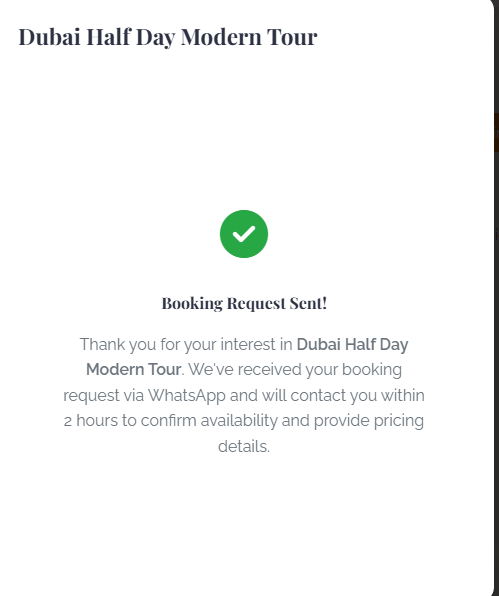 Dubai Half Day Modern Tour
Booking Request Sent!
Thank you for your interest in Dubai Half Day
Modern Tour. We've received your booking
request via WhatsApp and will contact you within
2 hours to confirm availability and provide pricing
details.